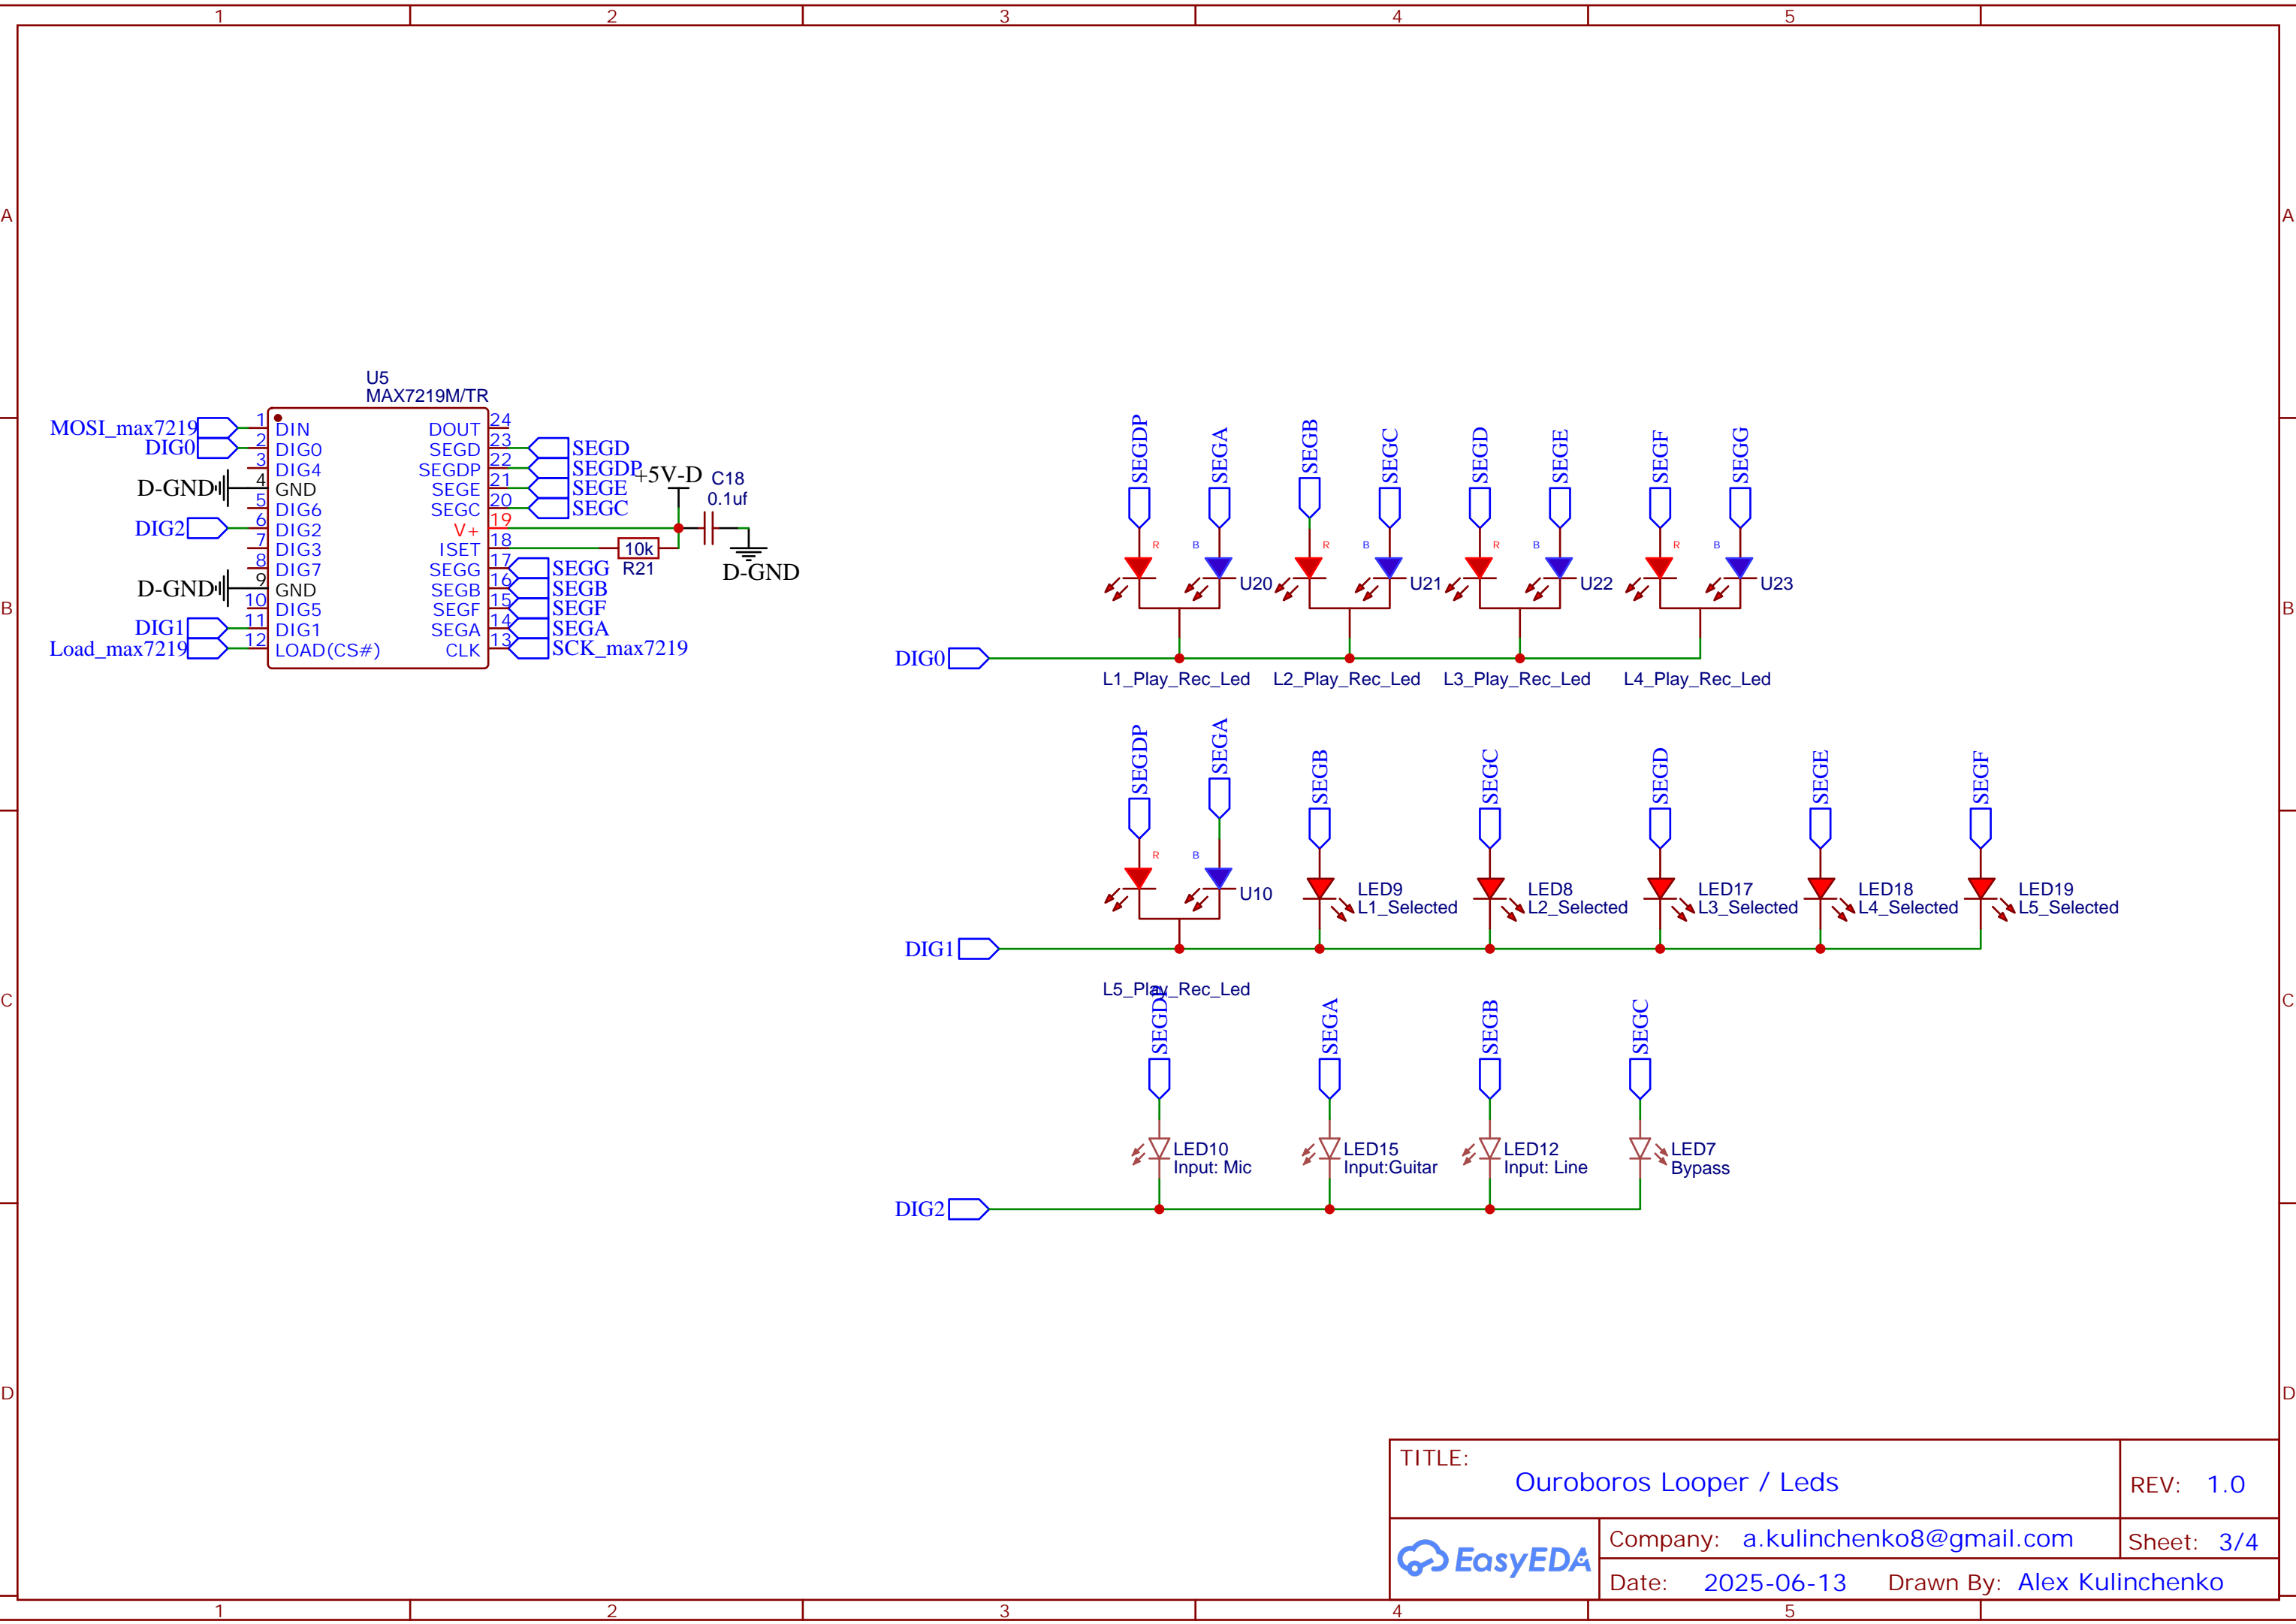 1 2 3 4 5
A A
B B
C C
D D
U5
MAX7219M/TR
MOSI_max7219 1 DIN
DIG0 2 DIG0
3 DIG4
D-GND 4 GND
5 DIG6
DIG2 6 DIG2
7 DIG3
8 DIG7
D-GND 9 GND
10 DIG5
DIG1 11 DIG1
Load_max7219 12 LOAD(CS#)
DOUT 24
SEGD 23 SEGD
SEGDP 22 SEGDP
SEGE 21 SEGE
SEGC 20 SEGC
V+ 19
ISET 18
SEGG 17 SEGG
SEGB 16 SEGB
SEGF 15 SEGF
SEGA 14 SEGA
CLK 13 SCK_max7219
+5V-D
C18
0.1uf
10k
R21
D-GND
SEGDP SEGA SEGB SEGC SEGD SEGE SEGF SEGG
R B R B R B R B
U20 U21 U22 U23
DIG0
L1_Play_Rec_Led L2_Play_Rec_Led L3_Play_Rec_Led L4_Play_Rec_Led
SEGDP SEGA SEGB SEGC SEGD SEGE SEGF
R B
U10
LED9
L1_Selected
LED8
L2_Selected
LED17
L3_Selected
LED18
L4_Selected
LED19
L5_Selected
DIG1
L5_Play_Rec_Led
SEGDP SEGA SEGB SEGC
LED10
Input: Mic
LED15
Input:Guitar
LED12
Input: Line
LED7
Bypass
DIG2
TITLE:
Ouroboros Looper / Leds
REV: 1.0
EasyEDA
Company: a.kulinchenko8@gmail.com
Sheet: 3/4
Date: 2025-06-13 Drawn By: Alex Kulinchenko
1 2 3 4 5